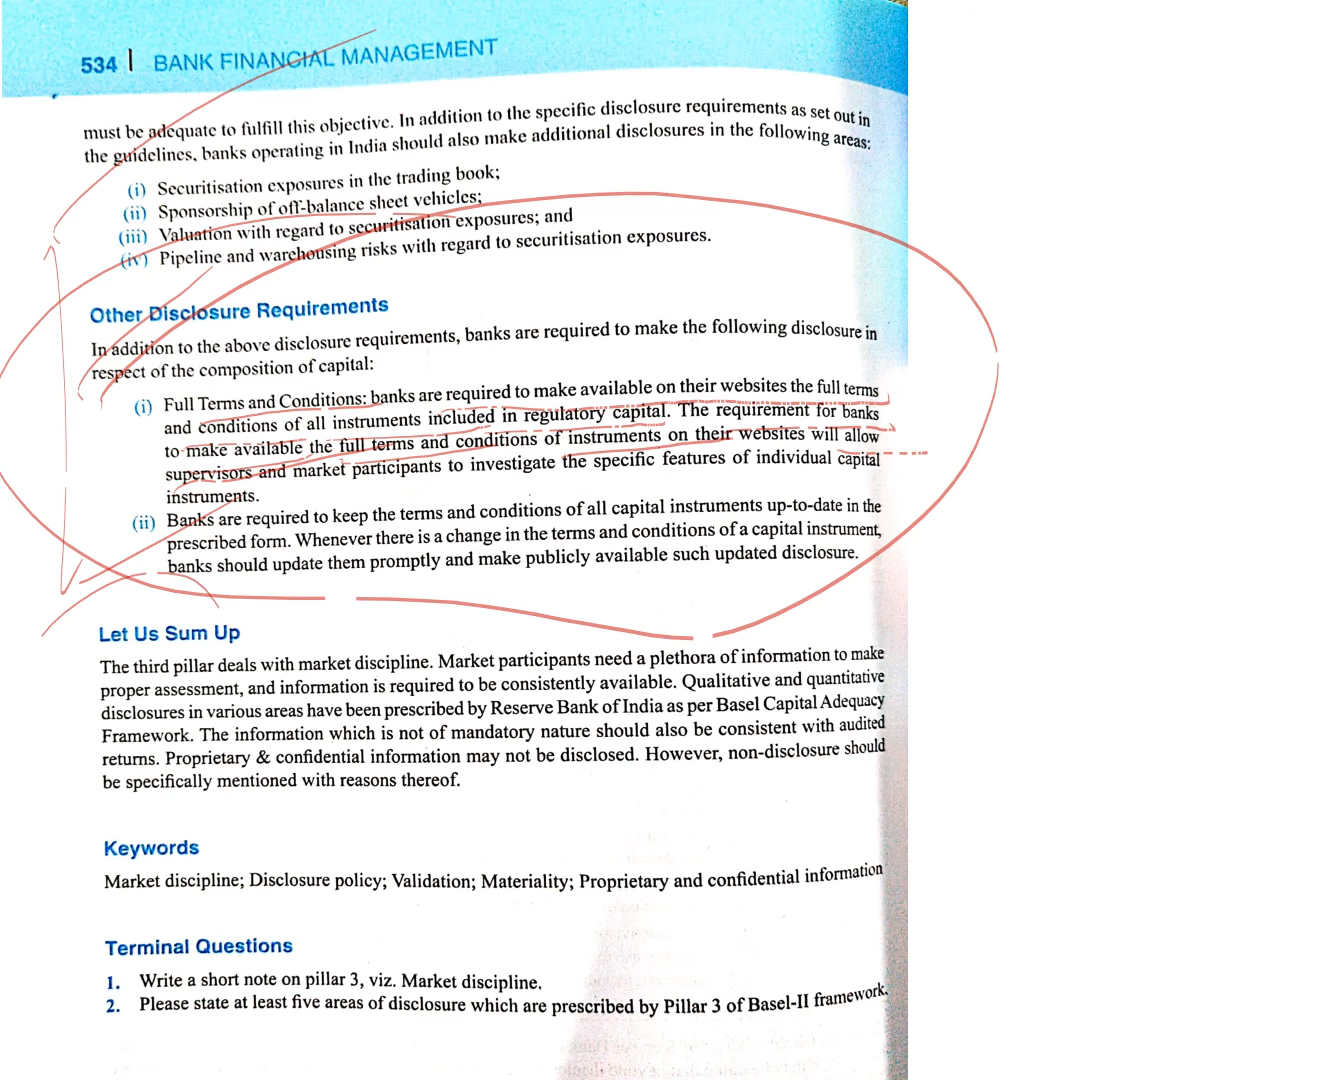 534 | BANK FINANCIAL MANAGEMENT
must be adequate to fulfill this objective. In addition to the specific disclosure requirements as set out in
the guidelines, banks operating in India should also make additional disclosures in the following areas:
(i) Securitisation exposures in the trading book;
(ii) Sponsorship of off-balance sheet vehicles;
(iii) Valuation with regard to securitisation exposures; and
(iv) Pipeline and warehousing risks with regard to securitisation exposures.
Other Disclosure Requirements
In addition to the above disclosure requirements, banks are required to make the following disclosure in
respect of the composition of capital:
(i) Full Terms and Conditions: banks are required to make available on their websites the full terms
and conditions of all instruments included in regulatory capital. The requirement for banks
to make available the full terms and conditions of instruments on their websites will allow
supervisors and market participants to investigate the specific features of individual capital
instruments.
(ii) Banks are required to keep the terms and conditions of all capital instruments up-to-date in the
prescribed form. Whenever there is a change in the terms and conditions of a capital instrument,
banks should update them promptly and make publicly available such updated disclosure.
Let Us Sum Up
The third pillar deals with market discipline. Market participants need a plethora of information to make
proper assessment, and information is required to be consistently available. Qualitative and quantitative
disclosures in various areas have been prescribed by Reserve Bank of India as per Basel Capital Adequacy
Framework. The information which is not of mandatory nature should also be consistent with audited
returns. Proprietary & confidential information may not be disclosed. However, non-disclosure should
be specifically mentioned with reasons thereof.
Keywords
Market discipline; Disclosure policy; Validation; Materiality; Proprietary and confidential information
Terminal Questions
1. Write a short note on pillar 3, viz. Market discipline.
2. Please state at least five areas of disclosure which are prescribed by Pillar 3 of Basel-II framework.